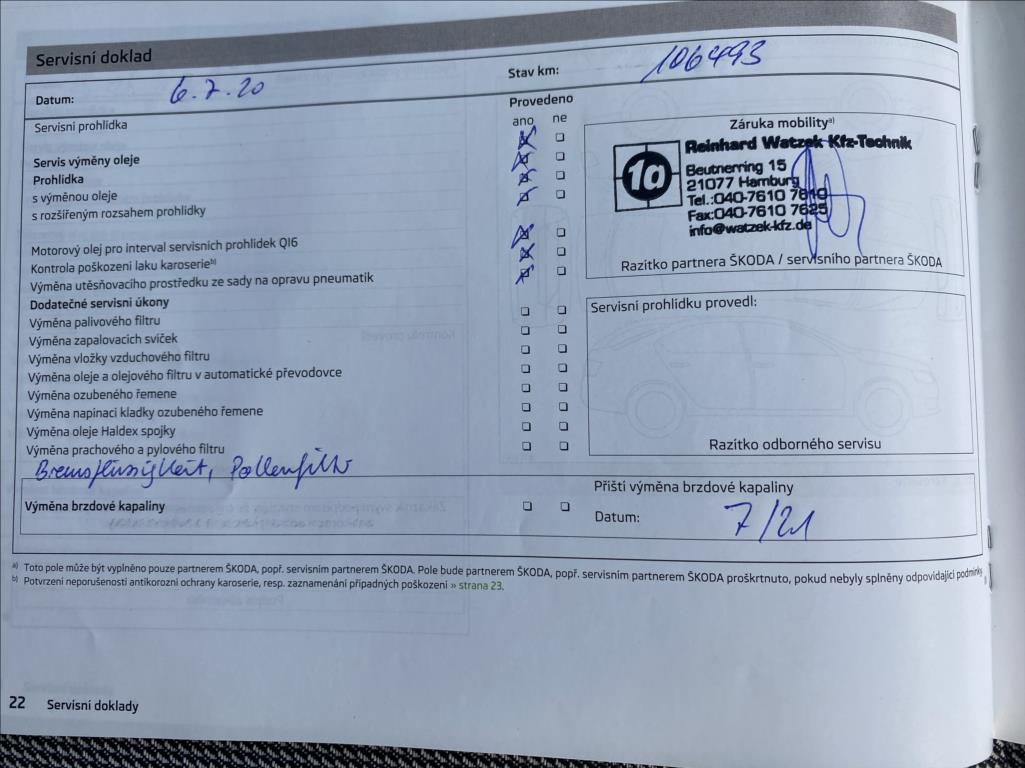 Servisní doklad
Datum: 6.7.20
Stav km: 106493
Provedeno
ano ne
Servisní prohlídka
Servis výměny oleje
Prohlídka
s výměnou oleje
s rozšířeným rozsahem prohlídky
Motorový olej pro interval servisních prohlídek QI6
Kontrola poškození laku karoserie b)
Výměna utěsňovacího prostředku ze sady na opravu pneumatik
Dodatečné servisní úkony
Výměna palivového filtru
Výměna zapalovacích svíček
Výměna vložky vzduchového filtru
Výměna oleje a olejového filtru v automatické převodovce
Výměna ozubeného řemene
Výměna napínací kladky ozubeného řemene
Výměna oleje Haldex spojky
Výměna prachového a pylového filtru
Bremsflüssigkeit, Pollenfilter
Výměna brzdové kapaliny
Záruka mobility a)
1a
Reinhard Watzek Kfz-Technik
Beutnerring 15
21077 Hamburg
Tel.:040-7610 7610
Fax:040-7610 7625
info@watzek-kfz.de
Razítko partnera ŠKODA / servisního partnera ŠKODA
Servisní prohlídku provedl:
Razítko odborného servisu
Příští výměna brzdové kapaliny
Datum: 7/21
a) Toto pole může být vyplněno pouze partnerem ŠKODA, popř. servisním partnerem ŠKODA. Pole bude partnerem ŠKODA, popř. servisním partnerem ŠKODA proškrtnuto, pokud nebyly splněny odpovídající podmínky.
b) Potvrzení neporušenosti antikorozní ochrany karoserie, resp. zaznamenání případných poškození » strana 23.
22 Servisní doklady